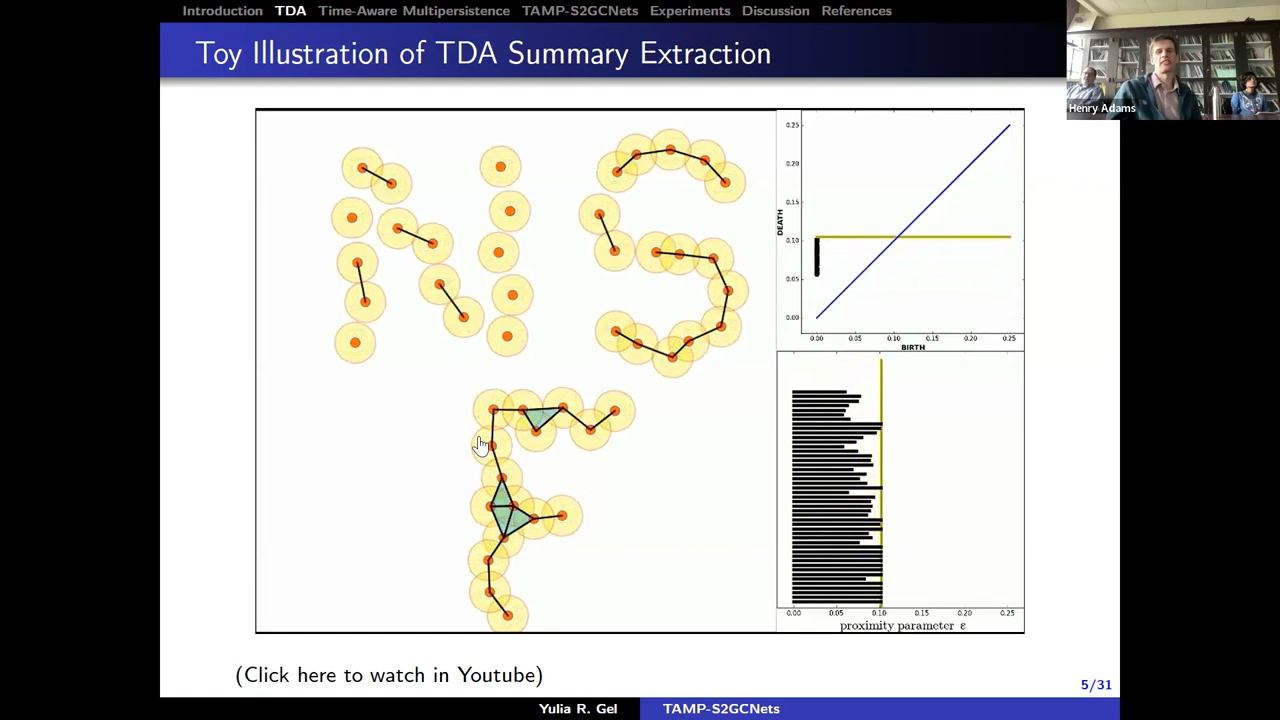 Introduction TDA Time-Aware Multipersistence TAMP-S2GCNets Experiments Discussion References
Toy Illustration of TDA Summary Extraction
Henry Adams
0.25
0.20
0.15
0.10
0.05
0.00
DEATH
0.00 0.05 0.10 0.15 0.20 0.25
BIRTH
0.00 0.05 0.10 0.15 0.20 0.25
proximity parameter ε
(Click here to watch in Youtube)
5/31
Yulia R. Gel TAMP-S2GCNets